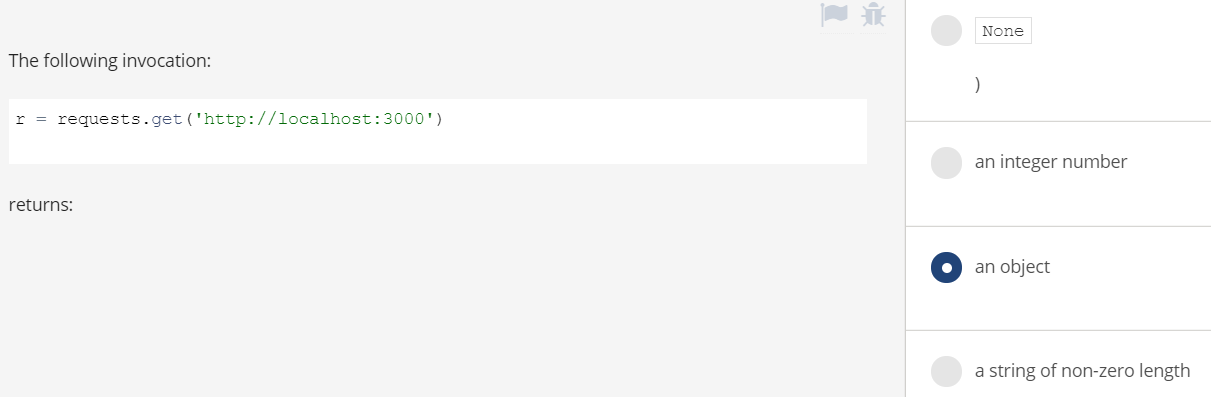 The following invocation:
r = requests.get('http://localhost:3000')
returns:
None
)
an integer number
an object
a string of non-zero length